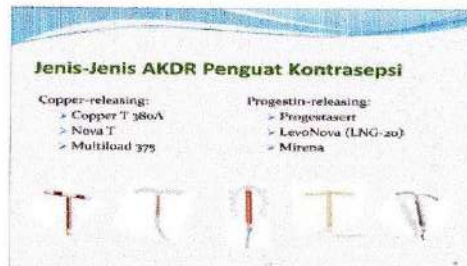 Jenis-Jenis AKDR Penguat Kontrasepsi
Copper-releasing:
➤ Copper T 380A
➤ Nova T
➤ Multiload 375
Progestin-releasing:
➤ Progestasert
➤ LevoNova (LNG-20)
➤ Mirena